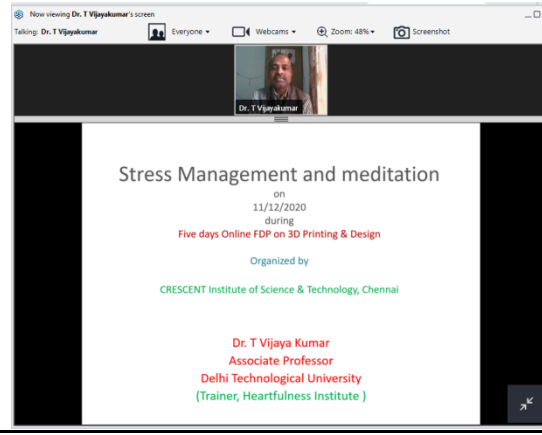 Now viewing Dr. T Vijayakumar's screen
Talking: Dr. T Vijayakumar
Everyone
Webcams
Zoom: 48%
Screenshot
Dr. T Vijayakumar
Stress Management and meditation
on
11/12/2020
during
Five days Online FDP on 3D Printing & Design
Organized by
CRESCENT Institute of Science & Technology, Chennai
Dr. T Vijaya Kumar
Associate Professor
Delhi Technological University
(Trainer, Heartfulness Institute )